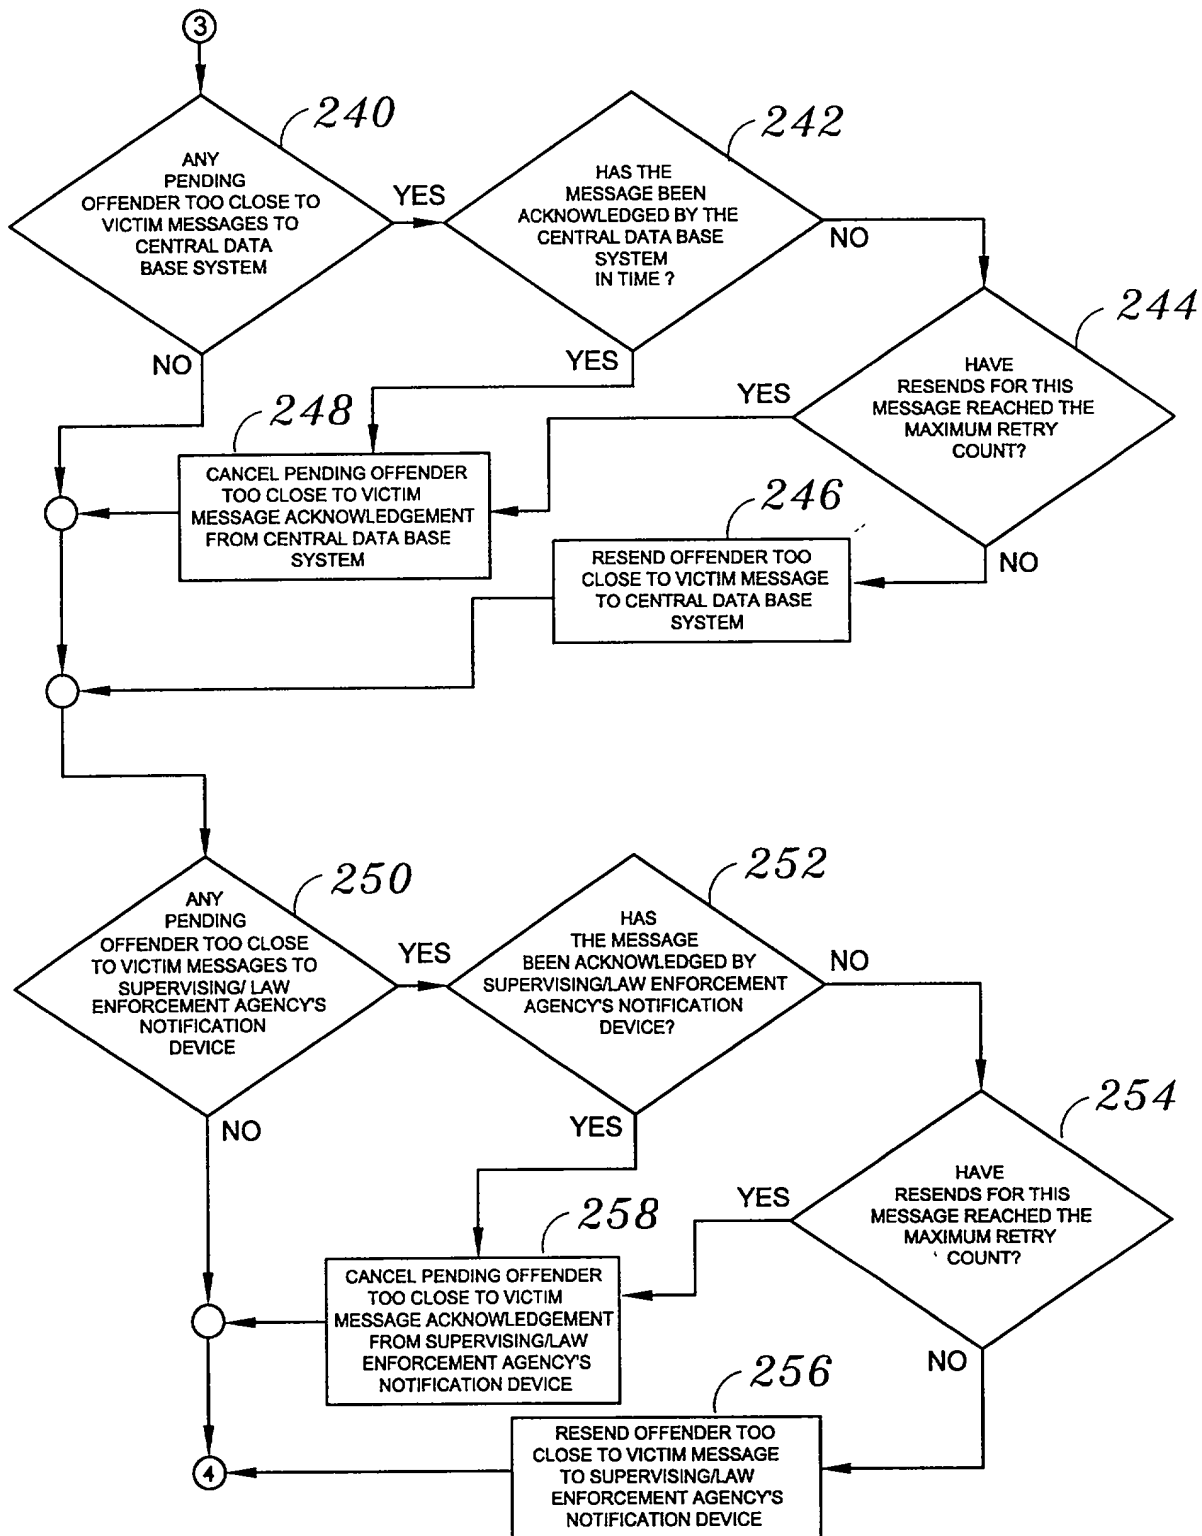 3
240
ANY
PENDING
OFFENDER TOO CLOSE TO
VICTIM MESSAGES TO
CENTRAL DATA
BASE SYSTEM
YES
NO
242
HAS THE
MESSAGE BEEN
ACKNOWLEDGED BY THE
CENTRAL DATA BASE
SYSTEM
IN TIME ?
NO
YES
244
HAVE
RESENDS FOR THIS
MESSAGE REACHED THE
MAXIMUM RETRY
COUNT?
YES
NO
248
CANCEL PENDING OFFENDER
TOO CLOSE TO VICTIM
MESSAGE ACKNOWLEDGEMENT
FROM CENTRAL DATA BASE
SYSTEM
246
RESEND OFFENDER TOO
CLOSE TO VICTIM MESSAGE
TO CENTRAL DATA BASE
SYSTEM
250
ANY
PENDING
OFFENDER TOO CLOSE
TO VICTIM MESSAGES TO
SUPERVISING/ LAW
ENFORCEMENT AGENCY'S
NOTIFICATION
DEVICE
YES
NO
252
HAS
THE MESSAGE
BEEN ACKNOWLEDGED BY
SUPERVISING/LAW ENFORCEMENT
AGENCY'S NOTIFICATION
DEVICE?
NO
YES
254
HAVE
RESENDS FOR THIS
MESSAGE REACHED THE
MAXIMUM RETRY
COUNT?
YES
NO
258
CANCEL PENDING OFFENDER
TOO CLOSE TO VICTIM
MESSAGE ACKNOWLEDGEMENT
FROM SUPERVISING/LAW
ENFORCEMENT AGENCY'S
NOTIFICATION DEVICE
256
RESEND OFFENDER TOO
CLOSE TO VICTIM MESSAGE
TO SUPERVISING/LAW
ENFORCEMENT AGENCY'S
NOTIFICATION DEVICE
4